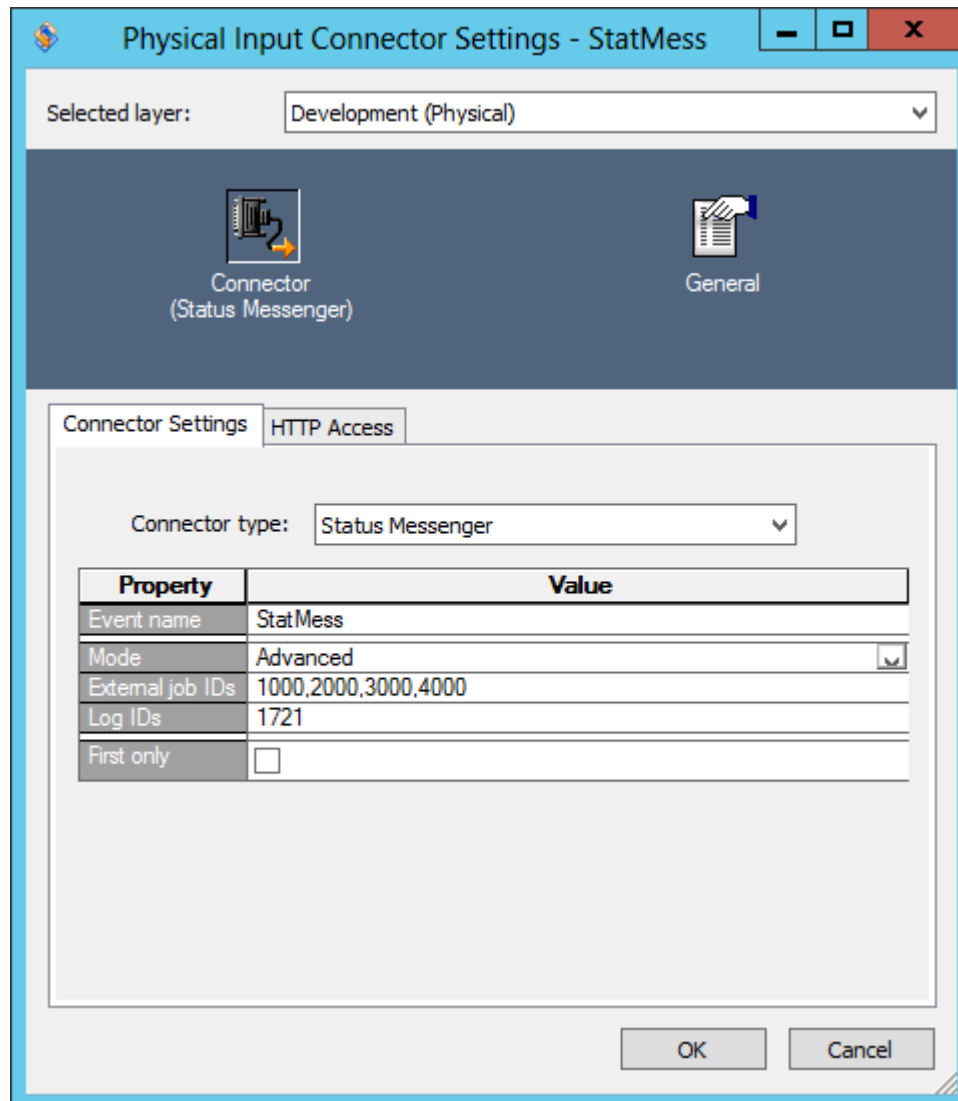 Physical Input Connector Settings - StatMess
Selected layer: Development (Physical)
Connector
(Status Messenger)
General
Connector Settings HTTP Access
Connector type: Status Messenger
Property Value
Event name StatMess
Mode Advanced
External job IDs 1000,2000,3000,4000
Log IDs 1721
First only
OK Cancel